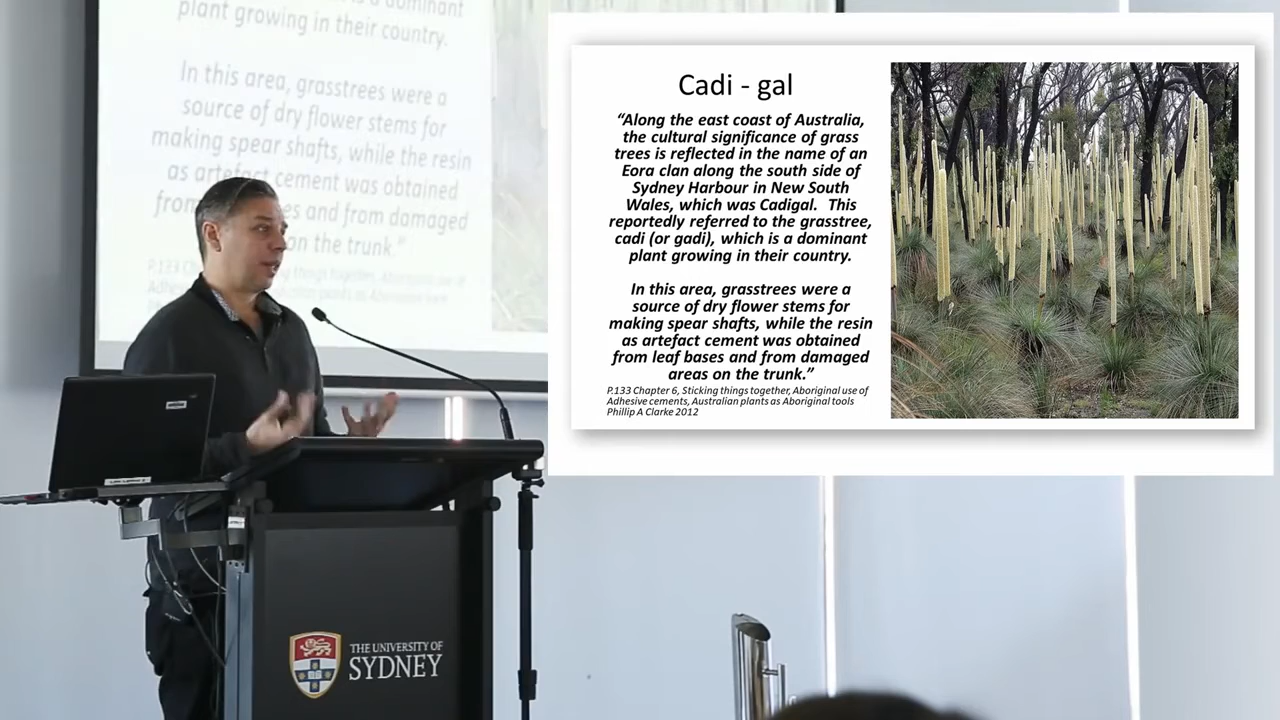 plant growing in their country.
In this area, grasstrees were a
source of dry flower stems for
making spear shafts, while the resin
as artefact cement was obtained
from es and from damaged
on the trunk."
THE UNIVERSITY OF
SYDNEY
Cadi - gal
“Along the east coast of Australia,
the cultural significance of grass
trees is reflected in the name of an
Eora clan along the south side of
Sydney Harbour in New South
Wales, which was Cadigal. This
reportedly referred to the grasstree,
cadi (or gadi), which is a dominant
plant growing in their country.
In this area, grasstrees were a
source of dry flower stems for
making spear shafts, while the resin
as artefact cement was obtained
from leaf bases and from damaged
areas on the trunk.”
P.133 Chapter 6, Sticking things together, Aboriginal use of
Adhesive cements, Australian plants as Aboriginal tools
Phillip A Clarke 2012